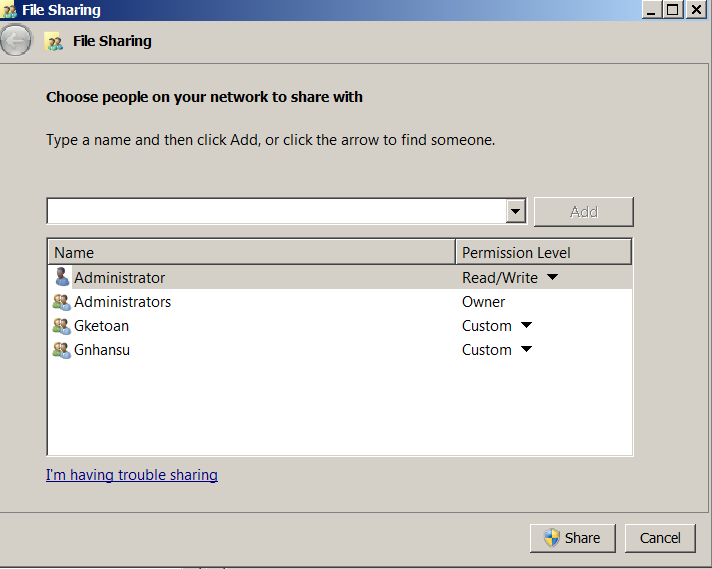 File Sharing
File Sharing
Choose people on your network to share with
Type a name and then click Add, or click the arrow to find someone.
Add
Name Permission Level
Administrator Read/Write
Administrators Owner
Gketoan Custom
Gnhansu Custom
I'm having trouble sharing
Share Cancel